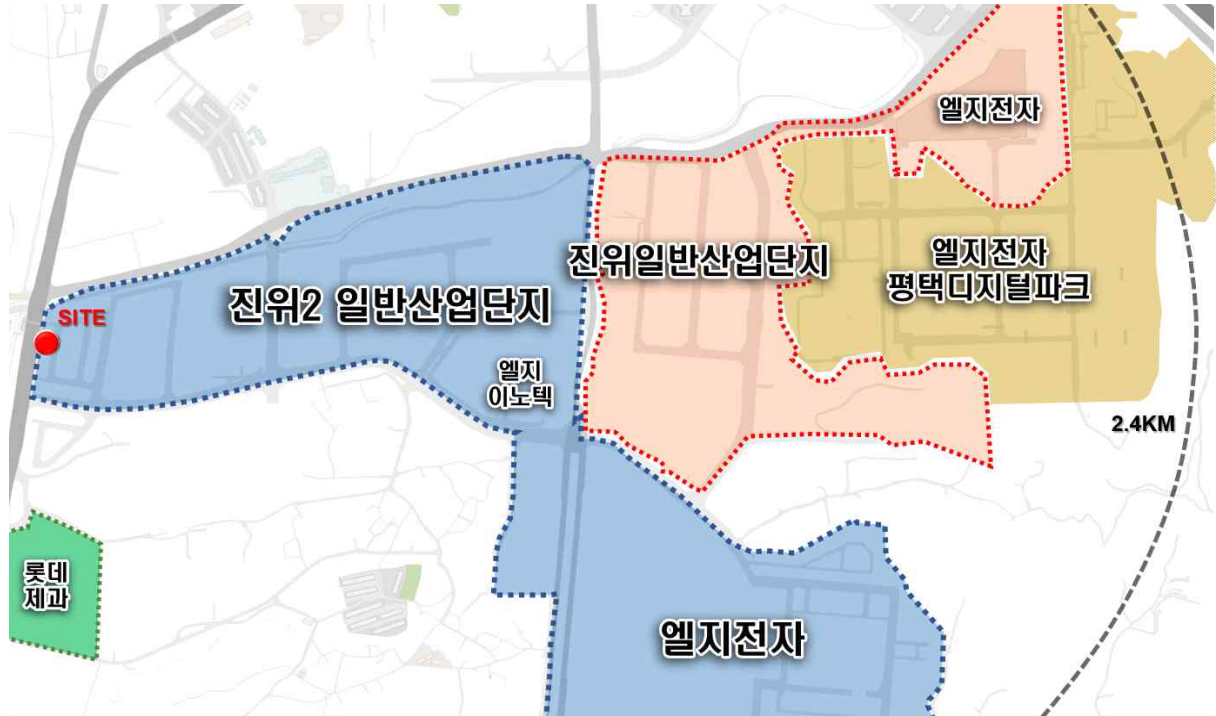 엘지전자
엘지전자
평택디지털파크
진위일반산업단지
진위2 일반산업단지
SITE
엘지
이노텍
2.4KM
롯데
제과
엘지전자